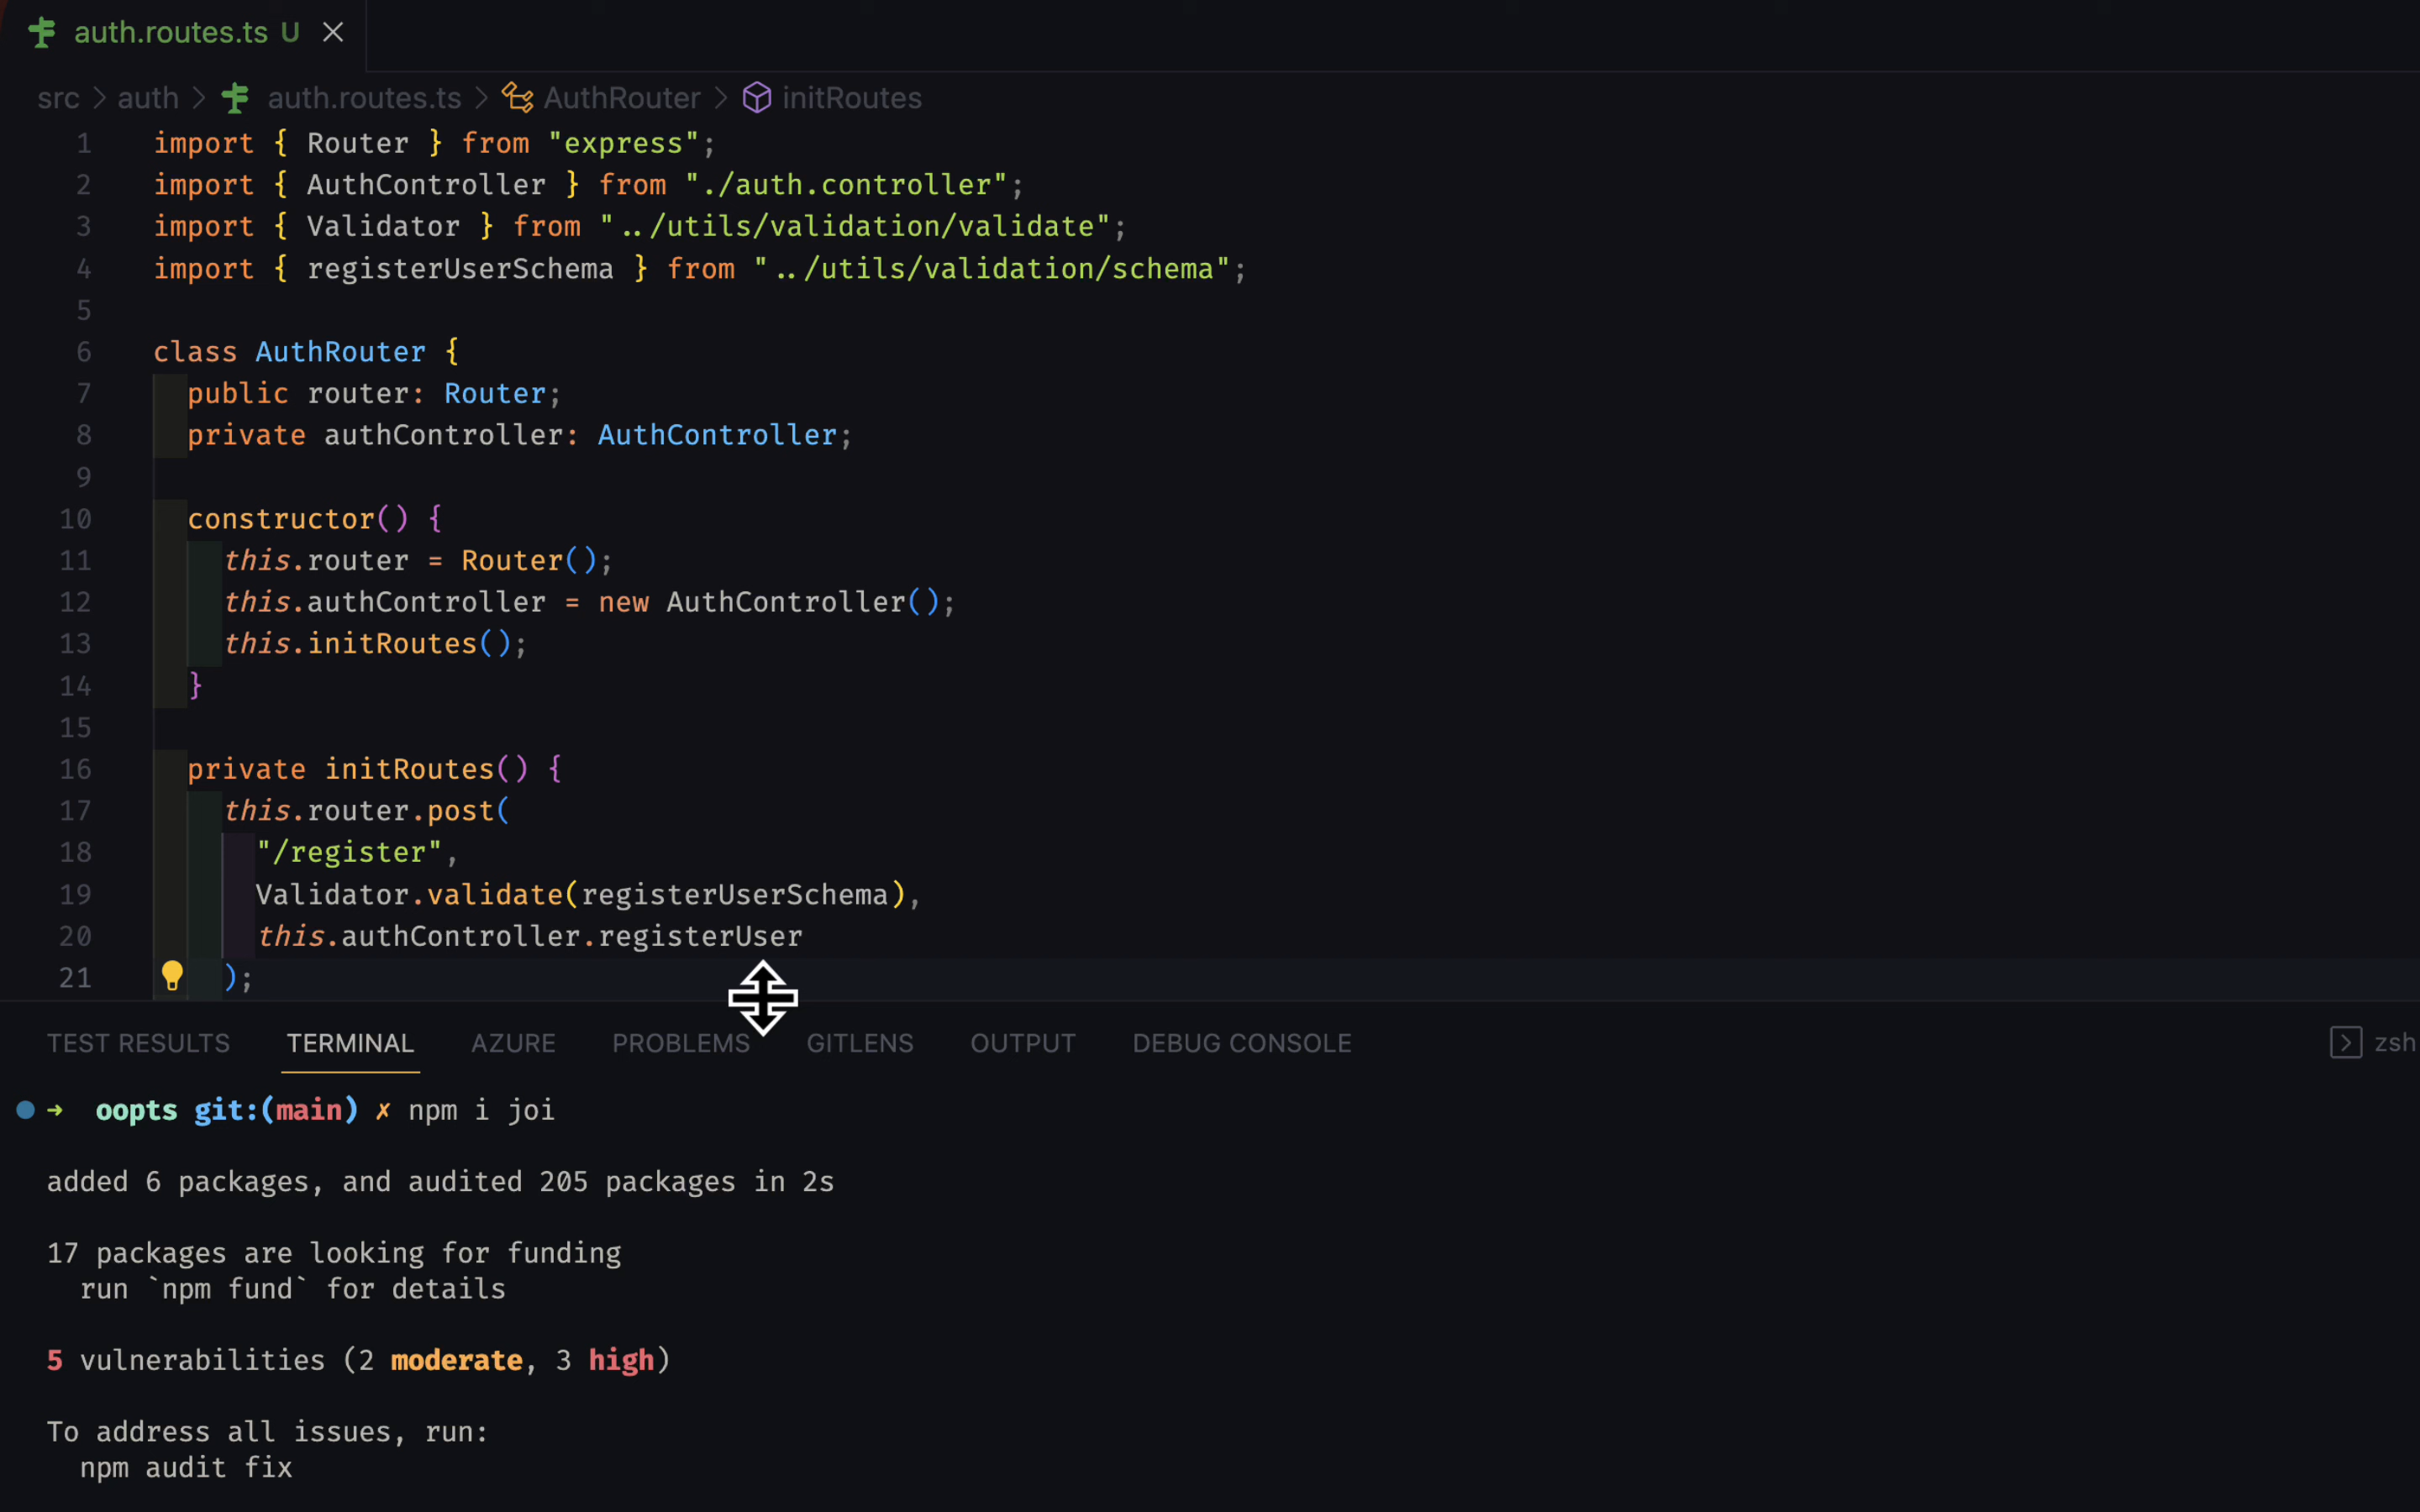 auth.routes.ts U
src > auth > auth.routes.ts > AuthRouter > initRoutes
1 import { Router } from "express";
2 import { AuthController } from "./auth.controller";
3 import { Validator } from "../utils/validation/validate";
4 import { registerUserSchema } from "../utils/validation/schema";
5
6 class AuthRouter {
7 public router: Router;
8 private authController: AuthController;
9
10 constructor() {
11 this.router = Router();
12 this.authController = new AuthController();
13 this.initRoutes();
14 }
15
16 private initRoutes() {
17 this.router.post(
18 "/register",
19 Validator.validate(registerUserSchema),
20 this.authController.registerUser
21 );
TEST RESULTS TERMINAL AZURE PROBLEMS GITLENS OUTPUT DEBUG CONSOLE zsh
➜ oopts git:(main) ✗ npm i joi
added 6 packages, and audited 205 packages in 2s
17 packages are looking for funding
run `npm fund` for details
5 vulnerabilities (2 moderate, 3 high)
To address all issues, run:
npm audit fix